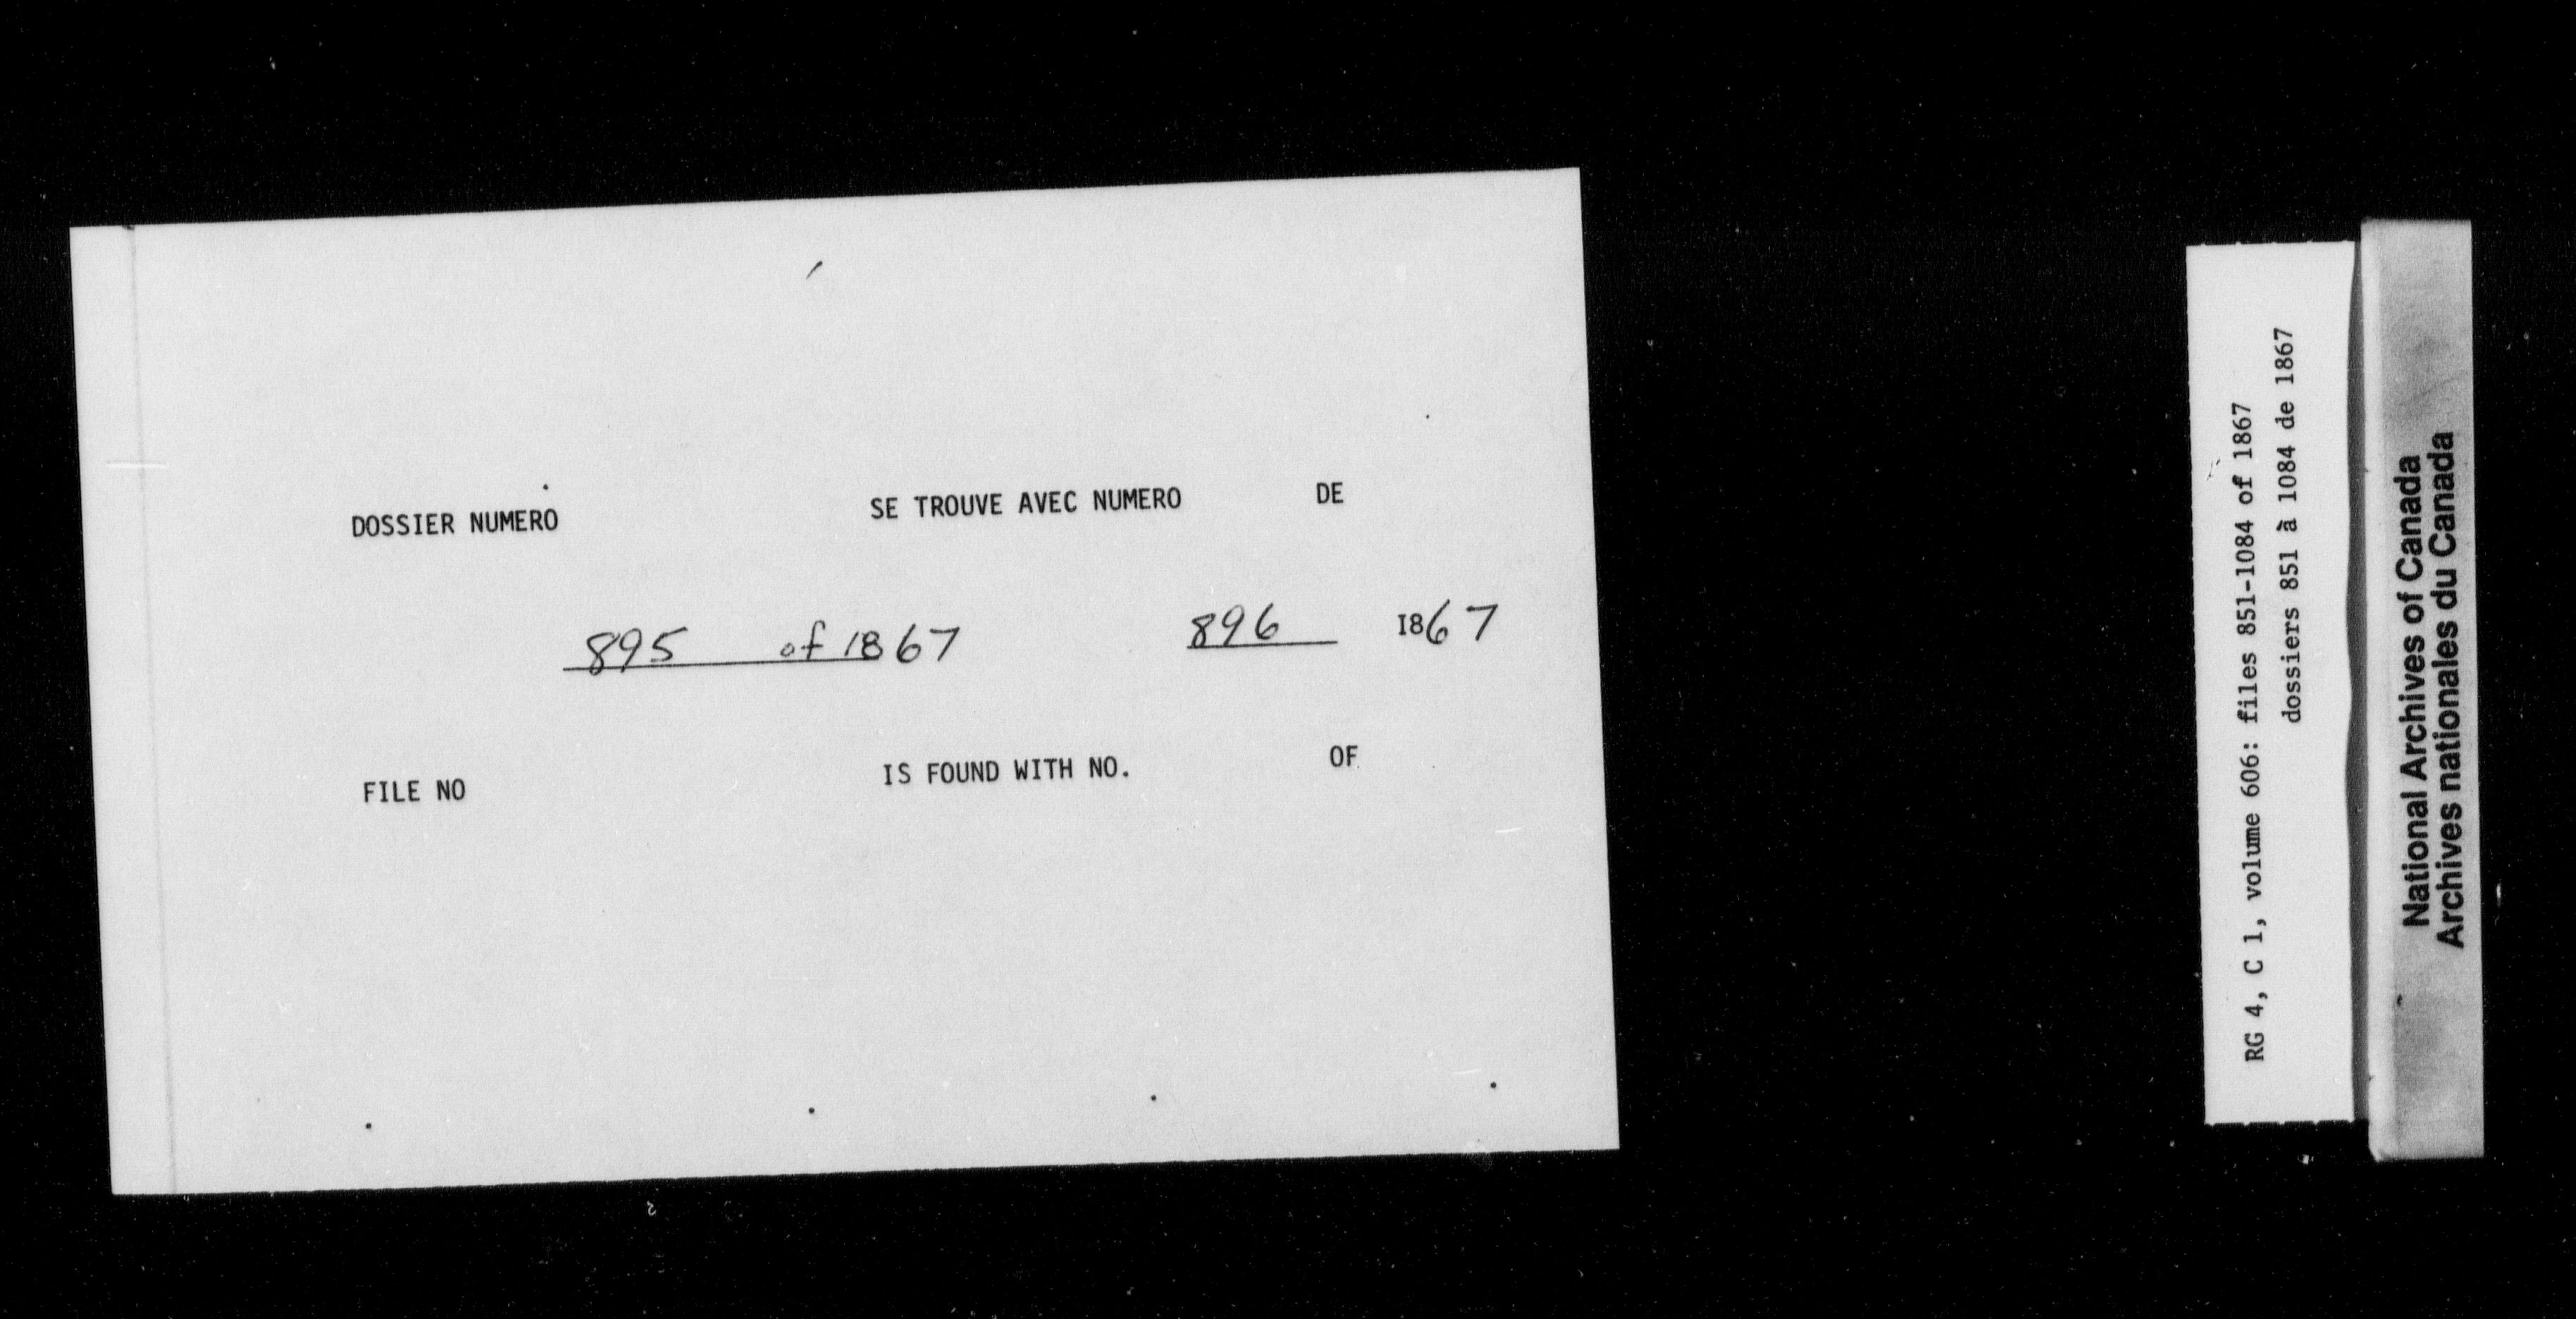 DOSSIER NUMERO SE TROUVE AVEC NUMERO DE
895 of 1867 896 1867
FILE NO IS FOUND WITH NO. OF
RG 4, C 1, volume 606: files 851-1084 of 1867
dossiers 851 à 1084 de 1867
National Archives of Canada
Archives nationales du Canada